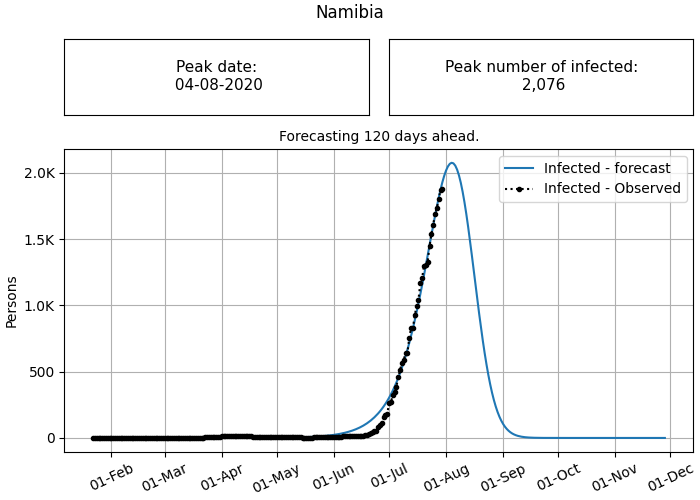 Namibia
Peak date:
04-08-2020
Peak number of infected:
2,076
Forecasting 120 days ahead.
Infected - forecast
Infected - Observed
2.0K
1.5K
1.0K
500
0
Persons
01-Feb
01-Mar
01-Apr
01-May
01-Jun
01-Jul
01-Aug
01-Sep
01-Oct
01-Nov
01-Dec